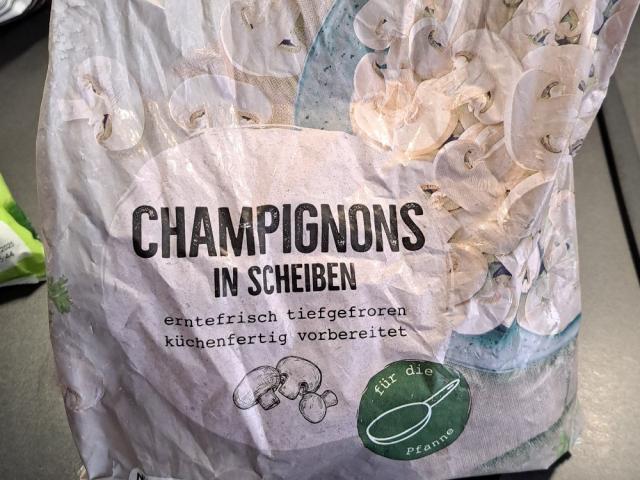 CHAMPIGNONS
IN SCHEIBEN
erntefrisch tiefgefroren
küchenfertig vorbereitet
für die
Pfanne